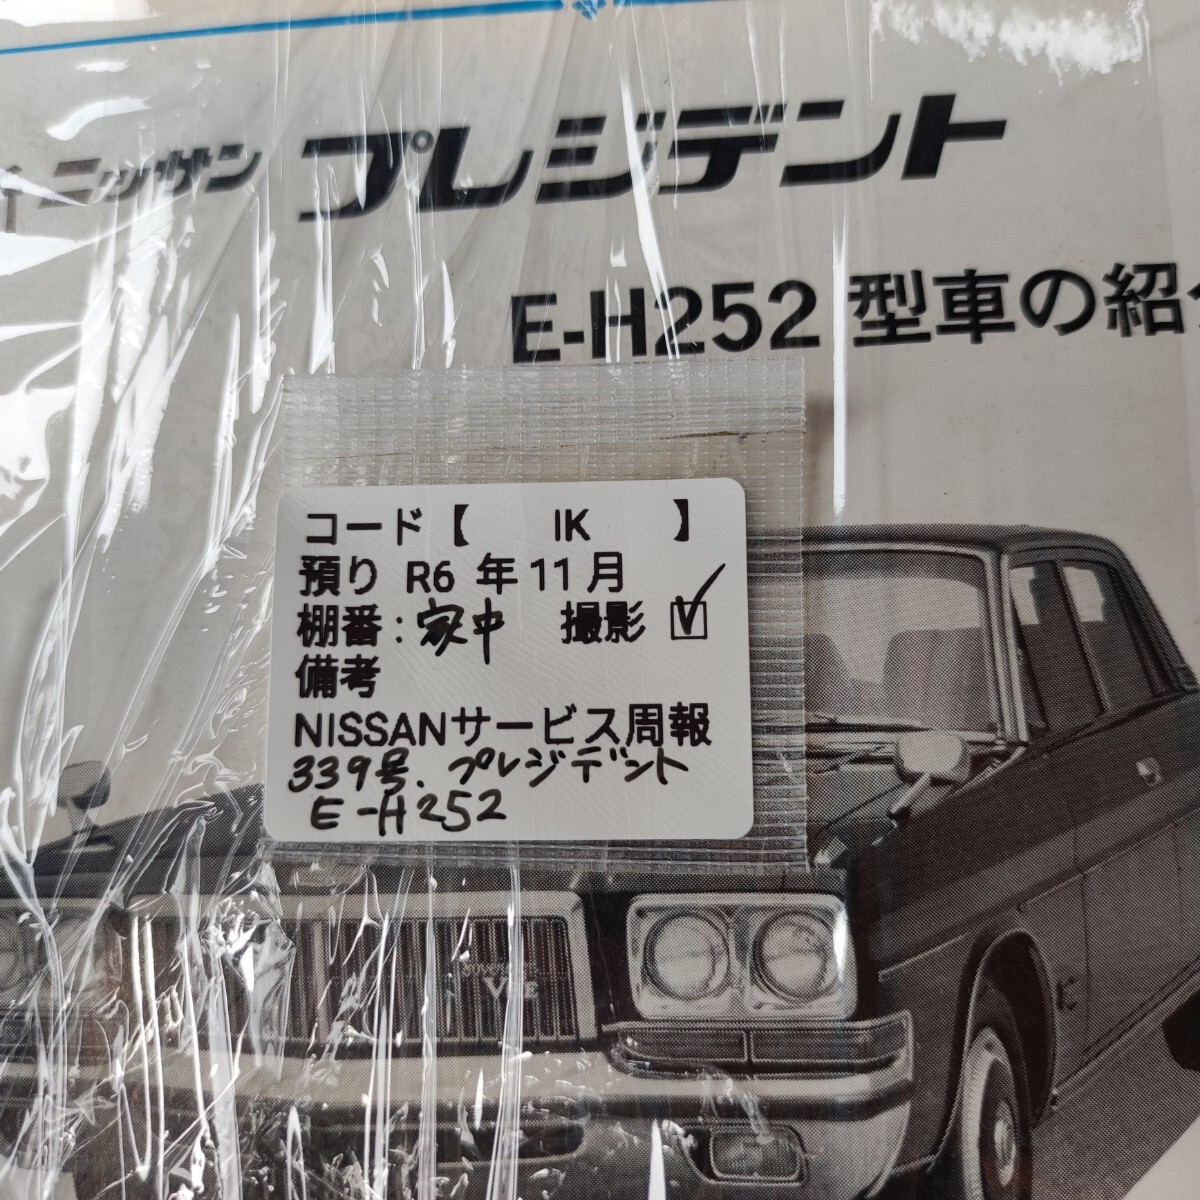 ニッサン プレジデント
E-H252 型車の紹
コード【 IK 】
預り R6 年 11 月
棚番:家中 撮影 ☑
備考
NISSANサービス周報
339号.プレジデント
E-H252